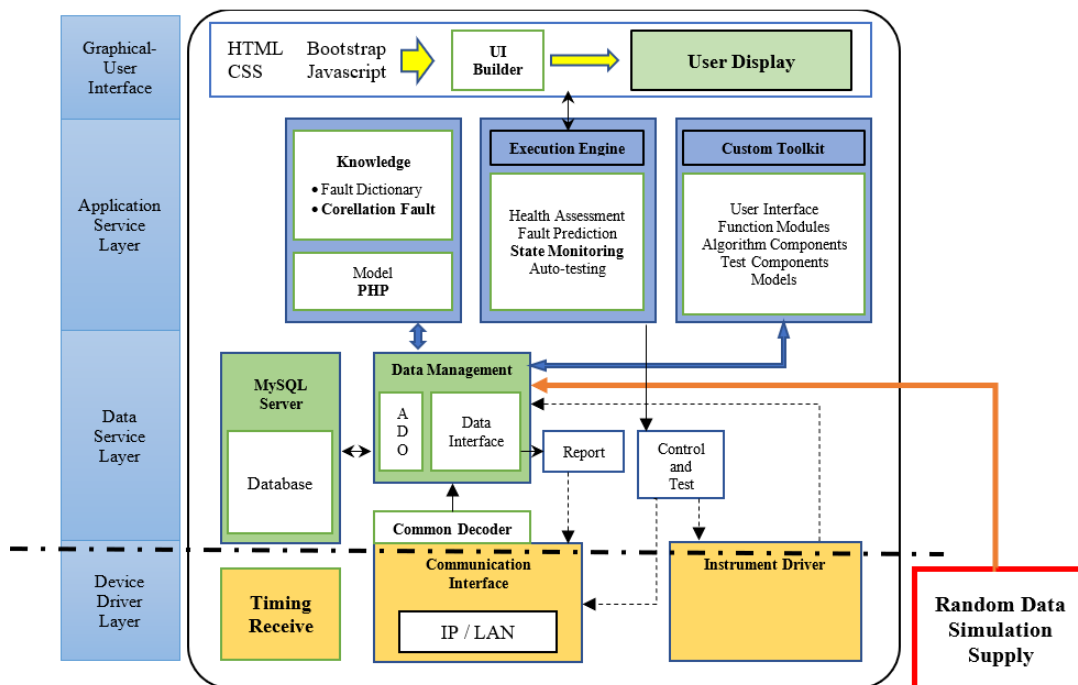 Graphical-
User
Interface
HTML Bootstrap
CSS Javascript
UI
Builder
User Display
Application
Service
Layer
Knowledge
• Fault Dictionary
• Corellation Fault
Model
PHP
Execution Engine
Health Assessment
Fault Prediction
State Monitoring
Auto-testing
Custom Toolkit
User Interface
Function Modules
Algorithm Components
Test Components
Models
Data
Service
Layer
MySQL
Server
Database
Data Management
A
D
O
Data
Interface
Report
Control
and
Test
Common Decoder
Device
Driver
Layer
Timing
Receive
Communication
Interface
IP / LAN
Instrument Driver
Random Data
Simulation
Supply